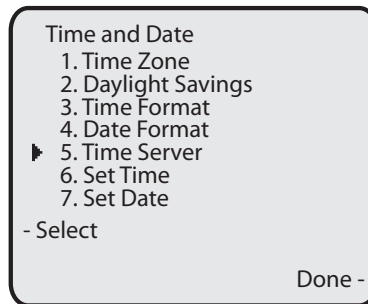 Time and Date
1. Time Zone
2. Daylight Savings
3. Time Format
4. Date Format
5. Time Server
6. Set Time
7. Set Date
- Select
Done -